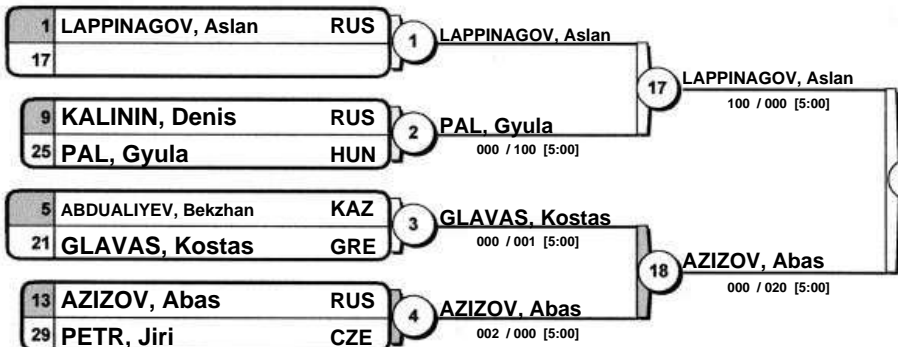 1 LAPPINAGOV, Aslan RUS
17
1
LAPPINAGOV, Aslan
9 KALININ, Denis RUS
25 PAL, Gyula HUN
2
PAL, Gyula
000 / 100 [5:00]
17
LAPPINAGOV, Aslan
100 / 000 [5:00]
5 ABDUALIYEV, Bekzhan KAZ
21 GLAVAS, Kostas GRE
3
GLAVAS, Kostas
000 / 001 [5:00]
13 AZIZOV, Abas RUS
29 PETR, Jiri CZE
4
AZIZOV, Abas
002 / 000 [5:00]
18
AZIZOV, Abas
000 / 020 [5:00]